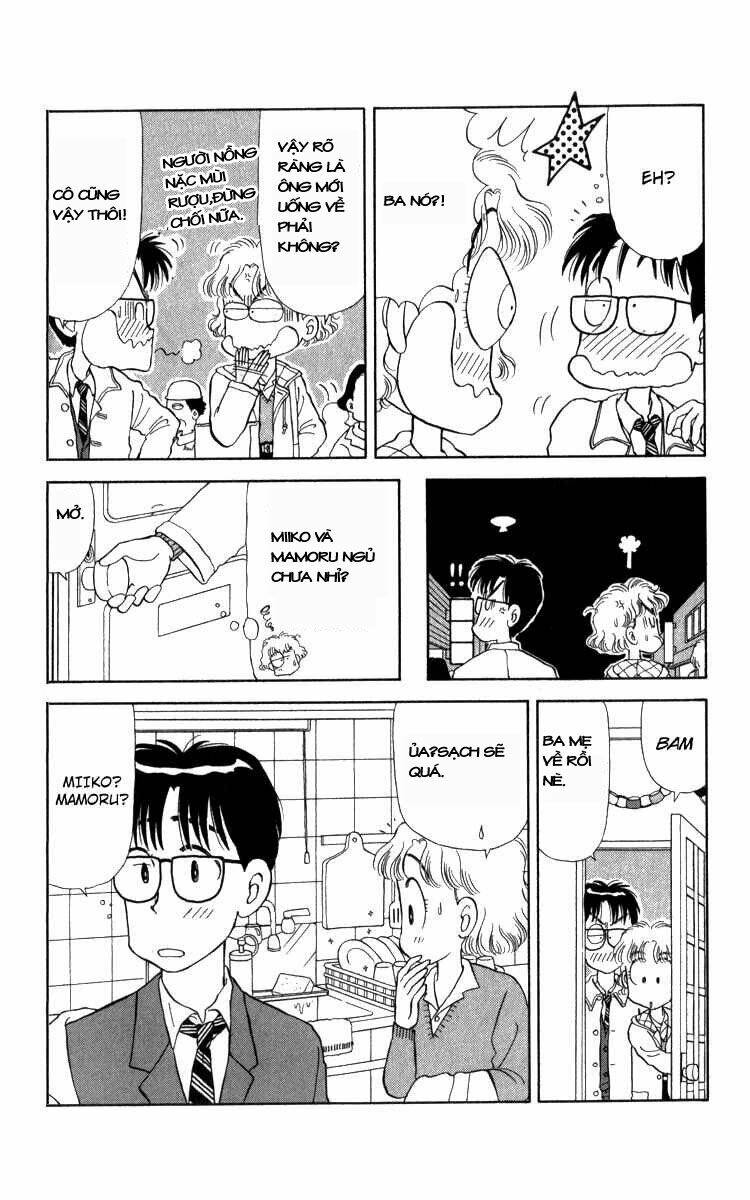 EH?
BA NÓ?!
VẬY RÕ
RÀNG LÀ
ÔNG MỚI
UỐNG VỀ
PHẢI
KHÔNG?
NGƯỜI NỒNG
NẶC MÙI
RƯỢU,ĐỪNG
CHỐI NỮA.
CÔ CŨNG
VẬY THÔI!
!!
MIIKO VÀ
MAMORU NGỦ
CHƯA NHỈ?
MỞ.
BAM
BA MẸ
VỀ RỒI
NÈ.
ỦA?SẠCH SẼ
QUÁ.
MIIKO?
MAMORU?